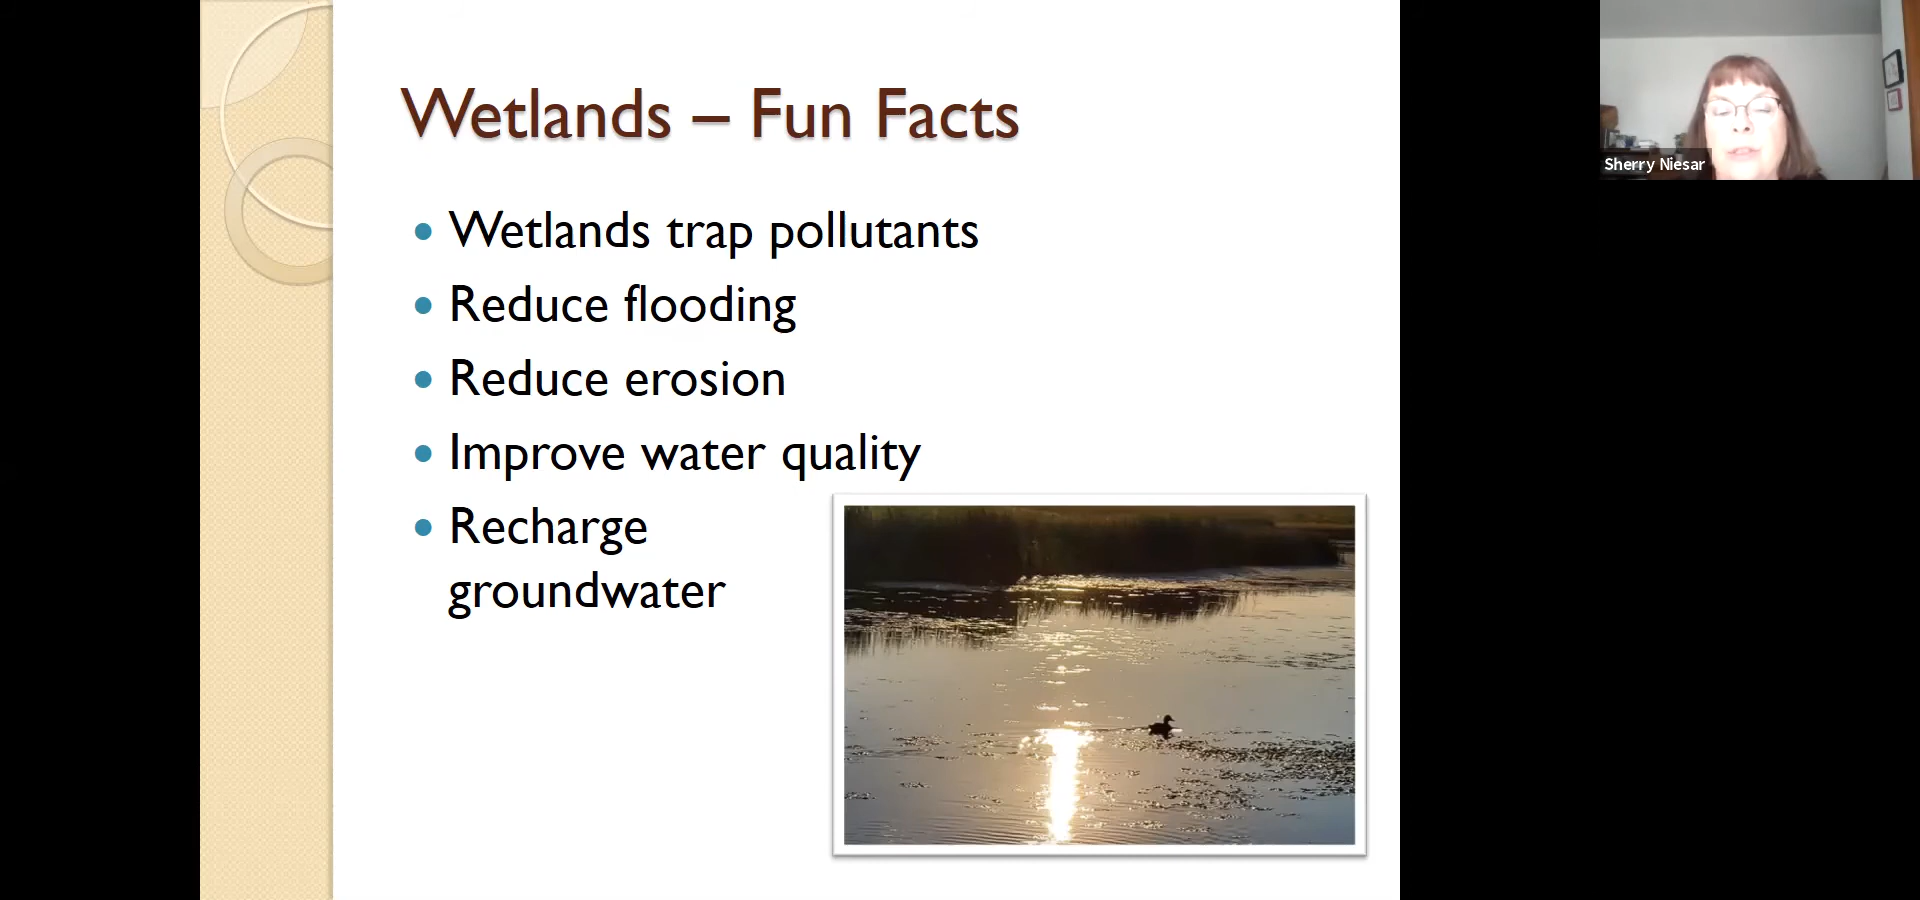 Wetlands – Fun Facts
Wetlands trap pollutants
Reduce flooding
Reduce erosion
Improve water quality
Recharge
groundwater
Sherry Niesar